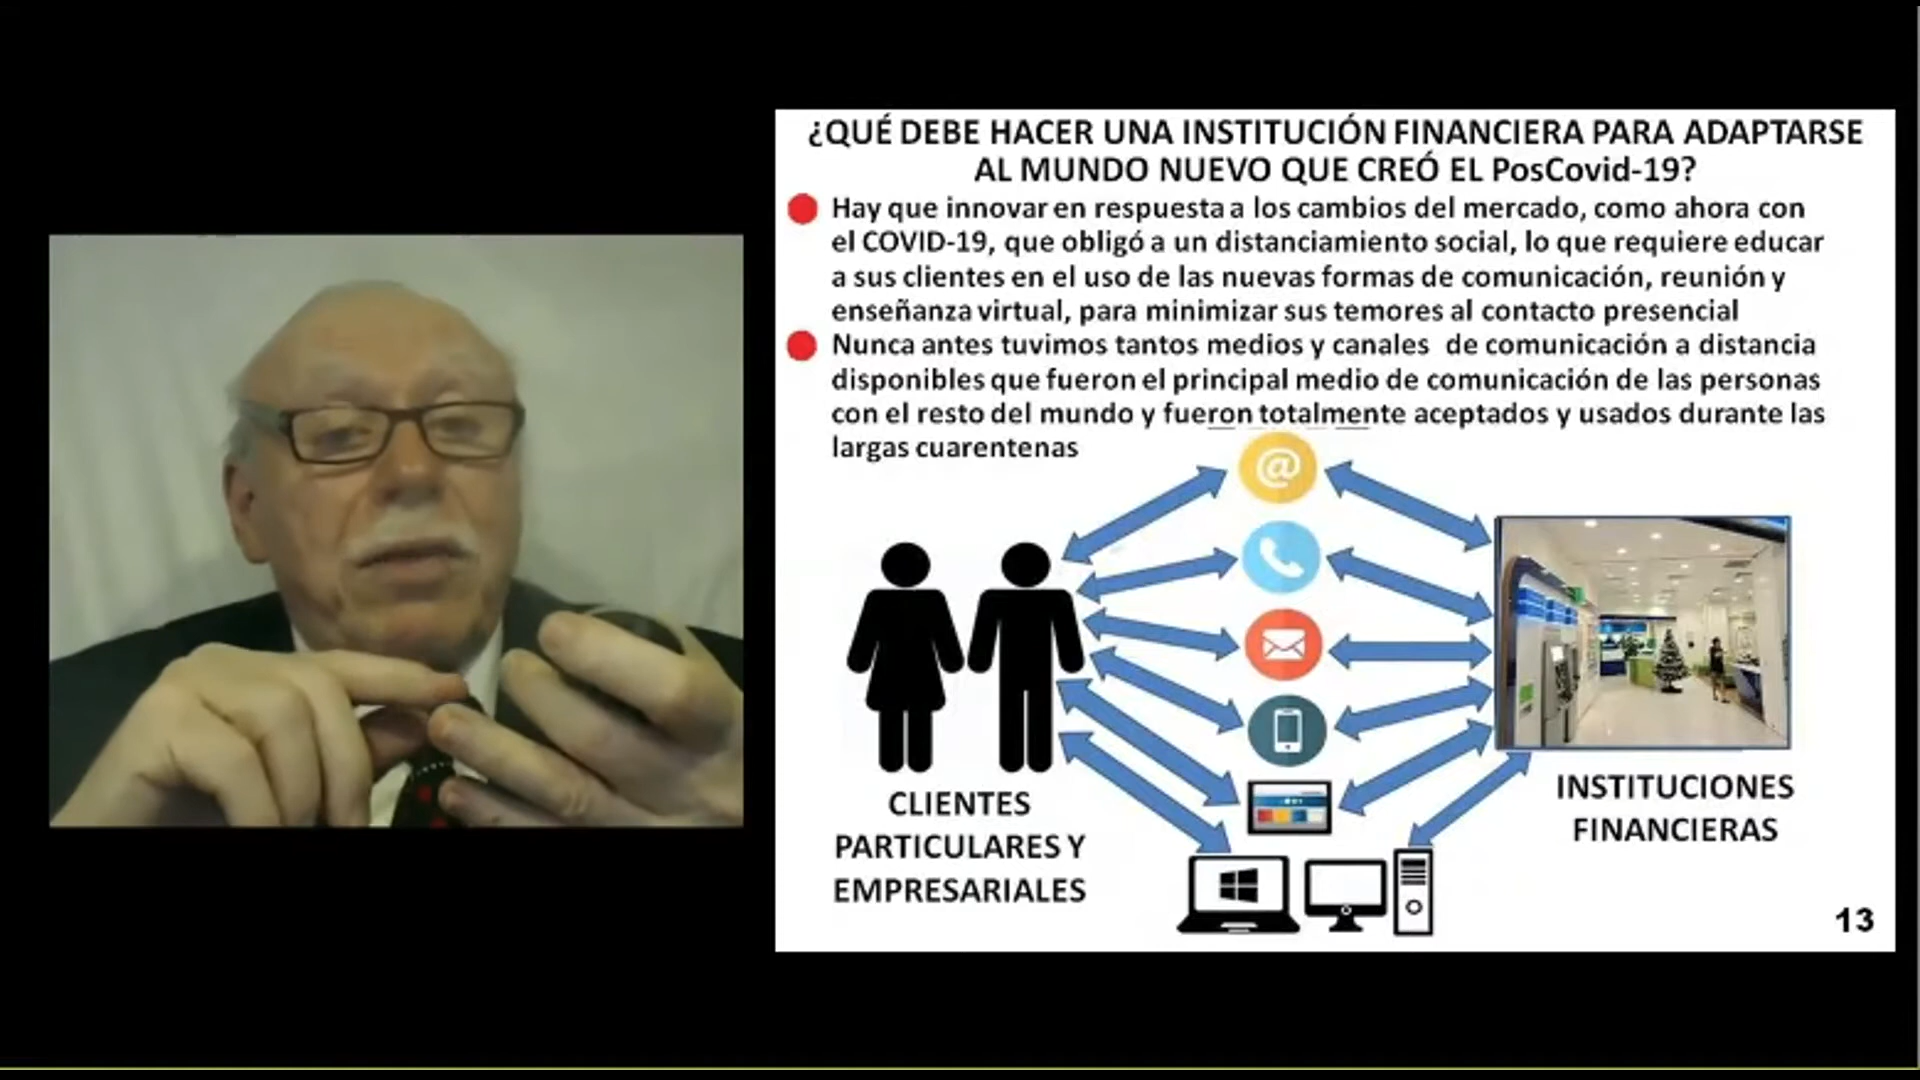 ¿QUÉ DEBE HACER UNA INSTITUCIÓN FINANCIERA PARA ADAPTARSE
AL MUNDO NUEVO QUE CREÓ EL PosCovid-19?
Hay que innovar en respuesta a los cambios del mercado, como ahora con
el COVID-19, que obligó a un distanciamiento social, lo que requiere educar
a sus clientes en el uso de las nuevas formas de comunicación, reunión y
enseñanza virtual, para minimizar sus temores al contacto presencial
Nunca antes tuvimos tantos medios y canales de comunicación a distancia
disponibles que fueron el principal medio de comunicación de las personas
con el resto del mundo y fueron totalmente aceptados y usados durante las
largas cuarentenas
@
CLIENTES
PARTICULARES Y
EMPRESARIALES
INSTITUCIONES
FINANCIERAS
13